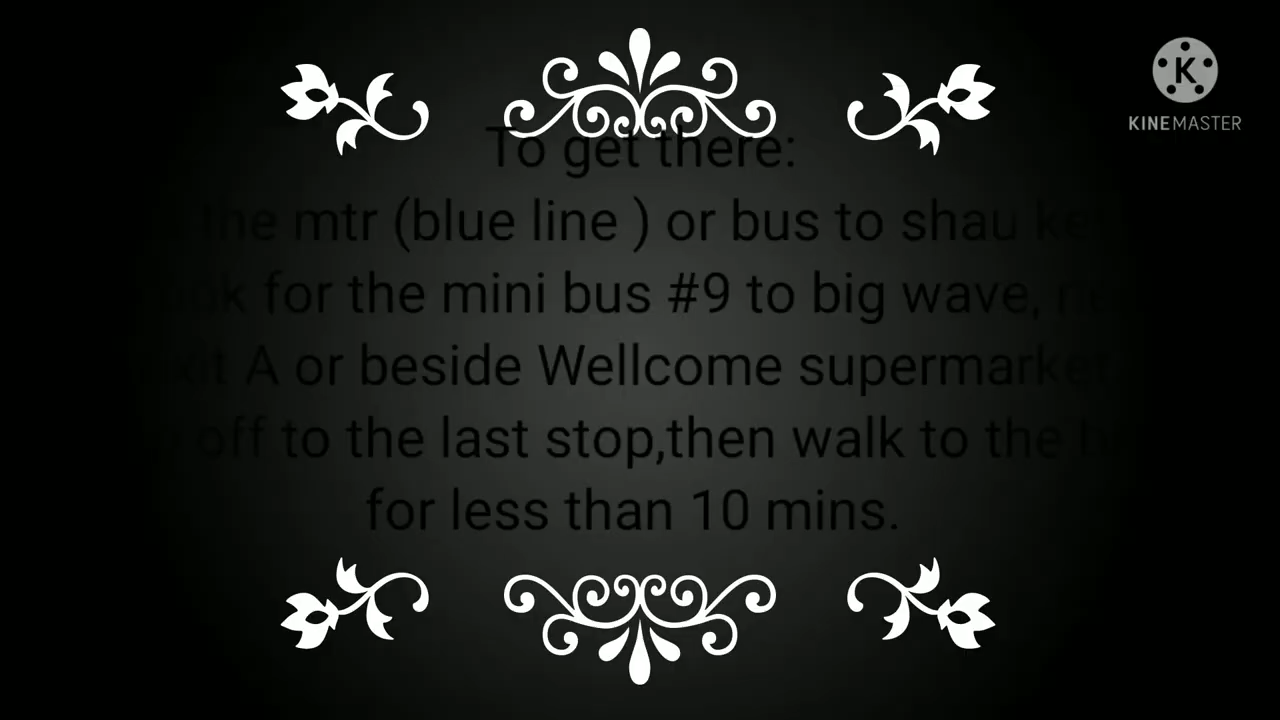 To get there:
the mtr (blue line ) or bus to shau
for the mini bus #9 to big wave,
exit A or beside Wellcome supermarket
off to the last stop,then walk to the
for less than 10 mins.
KINEMASTER